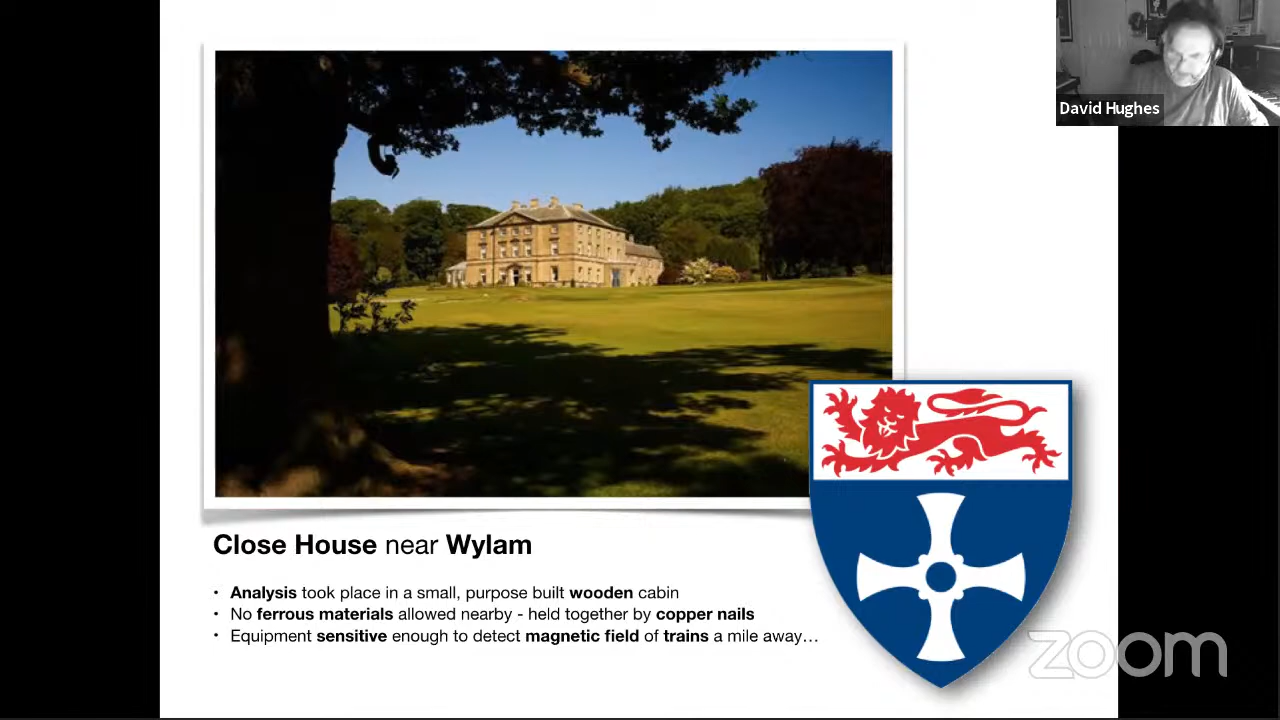 David Hughes
Close House near Wylam
• Analysis took place in a small, purpose built wooden cabin
• No ferrous materials allowed nearby - held together by copper nails
• Equipment sensitive enough to detect magnetic field of trains a mile away…
zoom